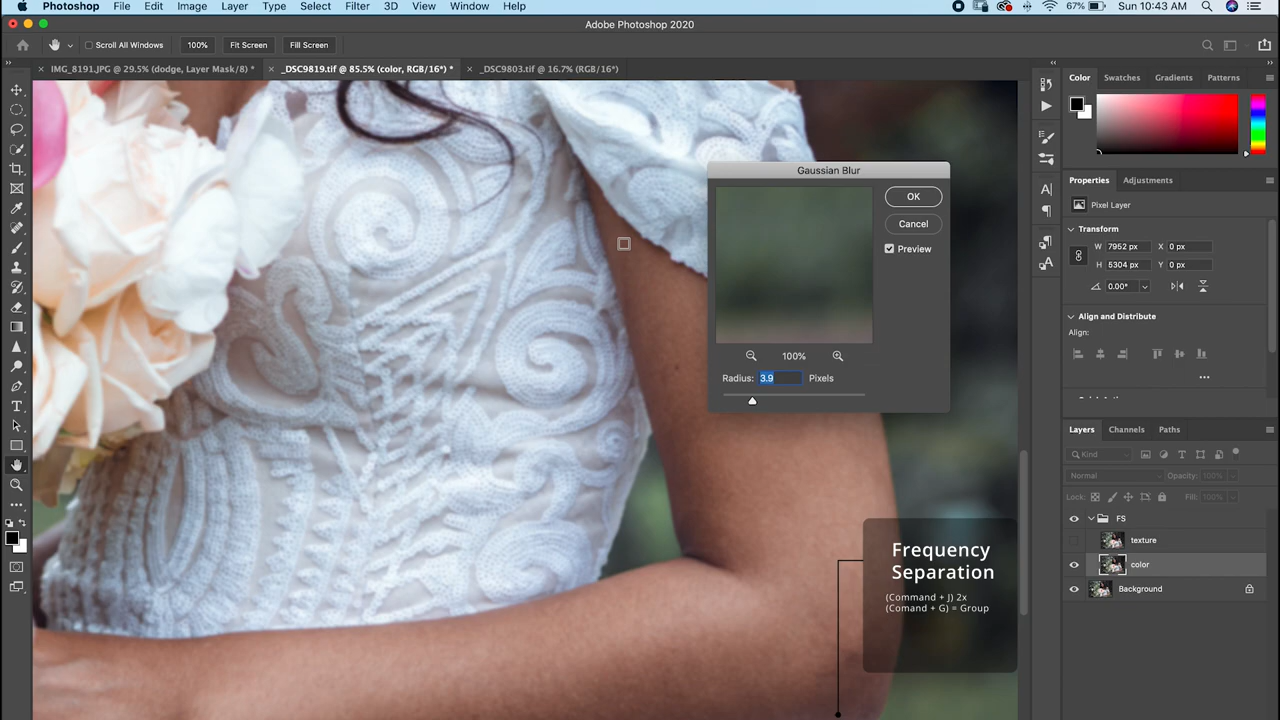 Photoshop File Edit Image Layer Type Select Filter 3D View Window Help 67% Sun 10:43 AM
Adobe Photoshop 2020
Scroll All Windows 100% Fit Screen Fill Screen
IMG_8191.JPG @ 29.5% (dodge, Layer Mask/8) * _DSC9819.tif @ 85.5% (color, RGB/16*) * _DSC9803.tif @ 16.7% (RGB/16*)
Color Swatches Gradients Patterns
Gaussian Blur
OK
Cancel
Preview
100%
Radius: 3.9 Pixels
Properties Adjustments
Pixel Layer
Transform
W 7952 px X 0 px
H 5304 px Y 0 px
0.00°
Align and Distribute
Align:
Layers Channels Paths
Kind
Normal Opacity: 100%
Lock: Fill: 100%
FS
texture
color
Background
Frequency
Separation
(Command + J) 2x
(Comand + G) = Group